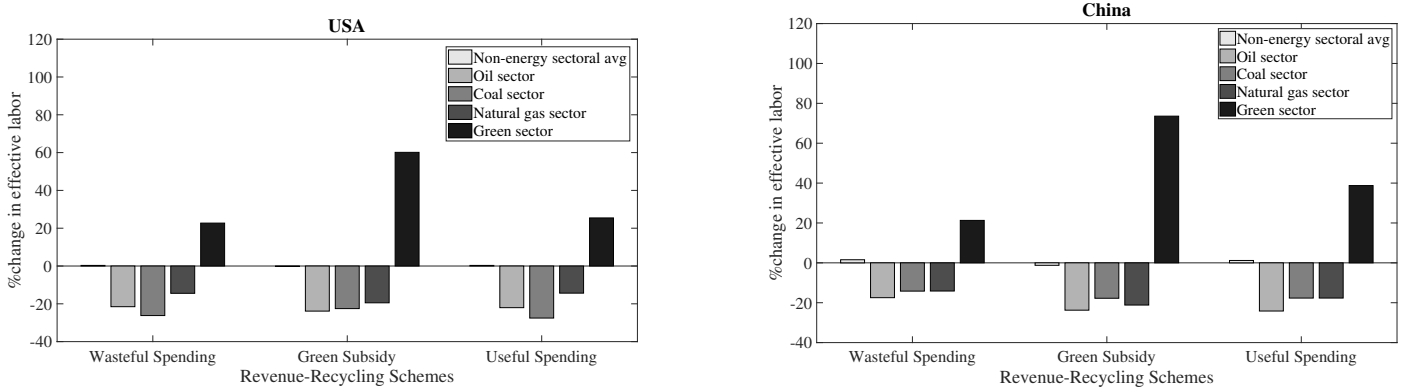 USA
120
100
80
60
40
20
0
-20
-40
%change in effective labor
Non-energy sectoral avg
Oil sector
Coal sector
Natural gas sector
Green sector
Wasteful Spending
Green Subsidy
Useful Spending
Revenue-Recycling Schemes
China
120
100
80
60
40
20
0
-20
-40
%change in effective labor
Non-energy sectoral avg
Oil sector
Coal sector
Natural gas sector
Green sector
Wasteful Spending
Green Subsidy
Useful Spending
Revenue-Recycling Schemes